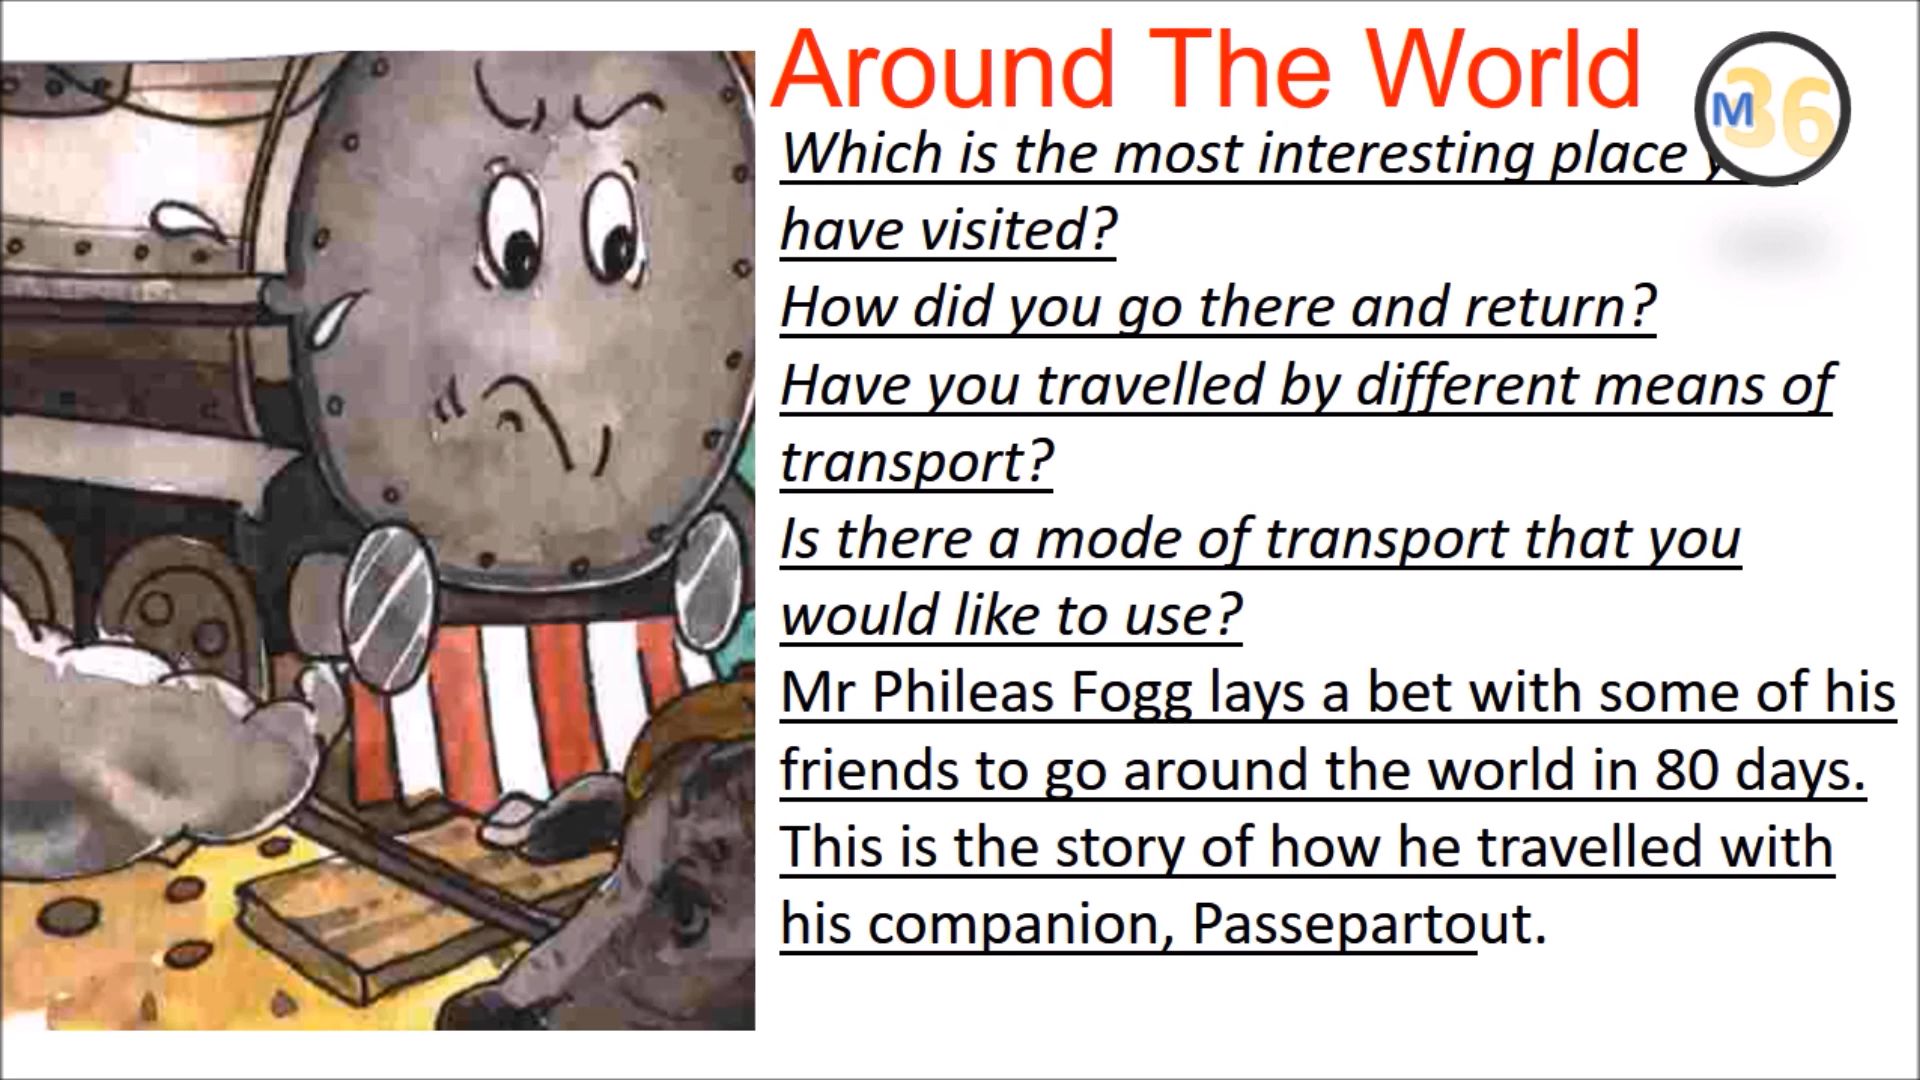 Around The World
M36
Which is the most interesting place
have visited?
How did you go there and return?
Have you travelled by different means of
transport?
Is there a mode of transport that you
would like to use?
Mr Phileas Fogg lays a bet with some of his
friends to go around the world in 80 days.
This is the story of how he travelled with
his companion, Passepartout.